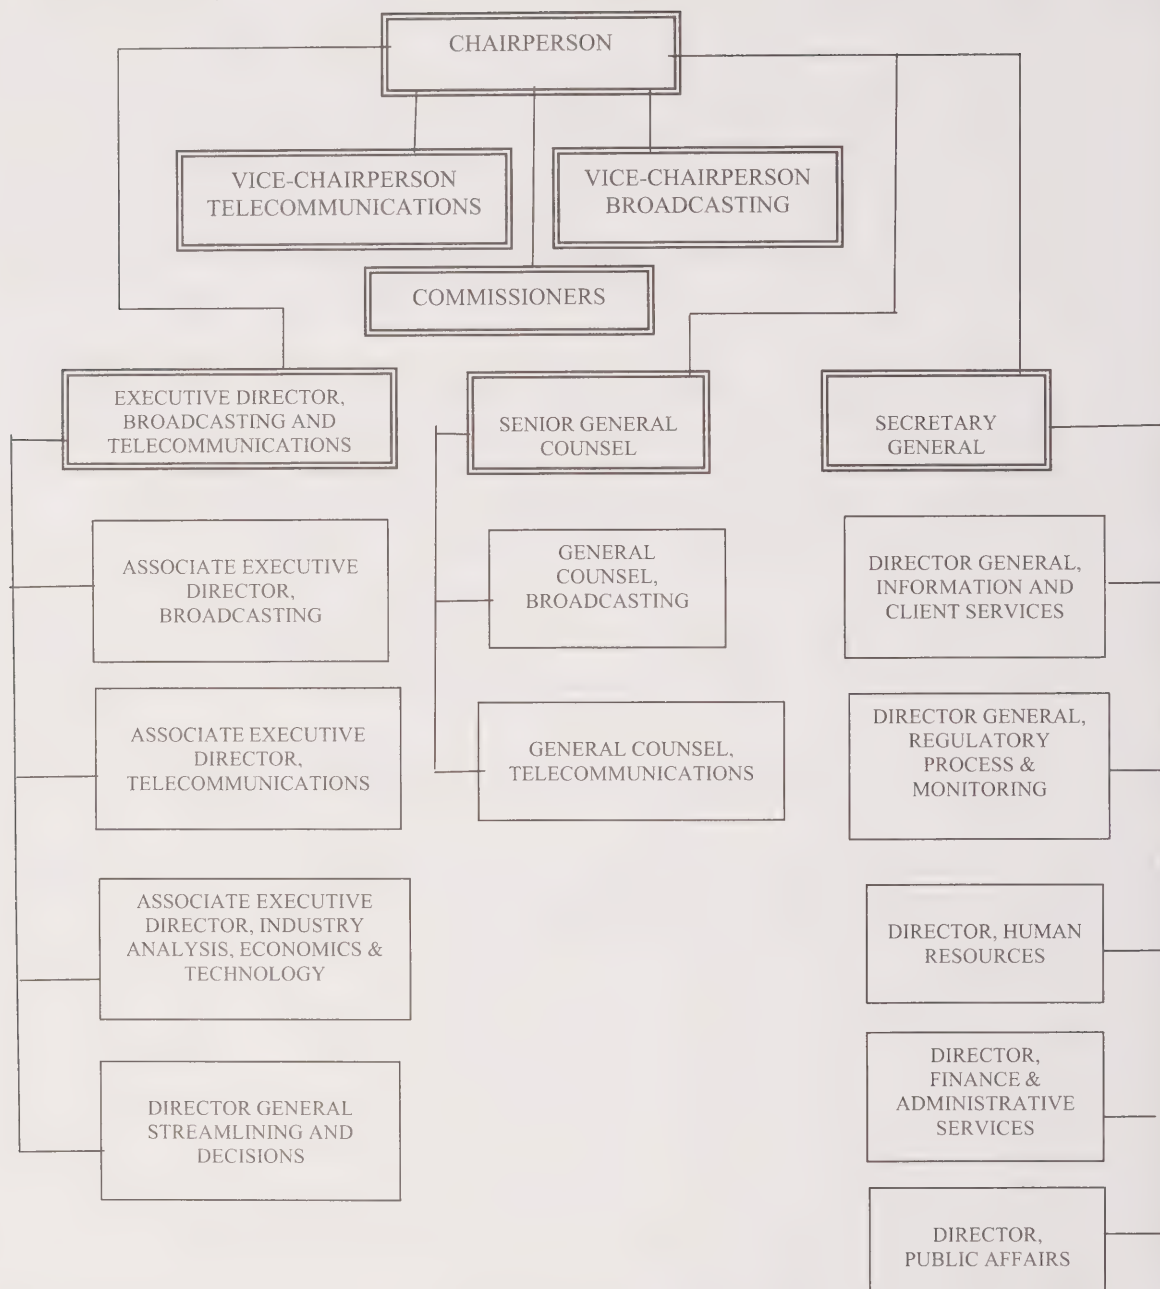 CHAIRPERSON
VICE-CHAIRPERSON
TELECOMMUNICATIONS
VICE-CHAIRPERSON
BROADCASTING
COMMISSIONERS
EXECUTIVE DIRECTOR,
BROADCASTING AND
TELECOMMUNICATIONS
SENIOR GENERAL
COUNSEL
SECRETARY
GENERAL
ASSOCIATE EXECUTIVE
DIRECTOR,
BROADCASTING
ASSOCIATE EXECUTIVE
DIRECTOR,
TELECOMMUNICATIONS
ASSOCIATE EXECUTIVE
DIRECTOR, INDUSTRY
ANALYSIS, ECONOMICS &
TECHNOLOGY
DIRECTOR GENERAL
STREAMLINING AND
DECISIONS
GENERAL
COUNSEL,
BROADCASTING
GENERAL COUNSEL,
TELECOMMUNICATIONS
DIRECTOR GENERAL,
INFORMATION AND
CLIENT SERVICES
DIRECTOR GENERAL,
REGULATORY
PROCESS &
MONITORING
DIRECTOR, HUMAN
RESOURCES
DIRECTOR,
FINANCE &
ADMINISTRATIVE
SERVICES
DIRECTOR,
PUBLIC AFFAIRS